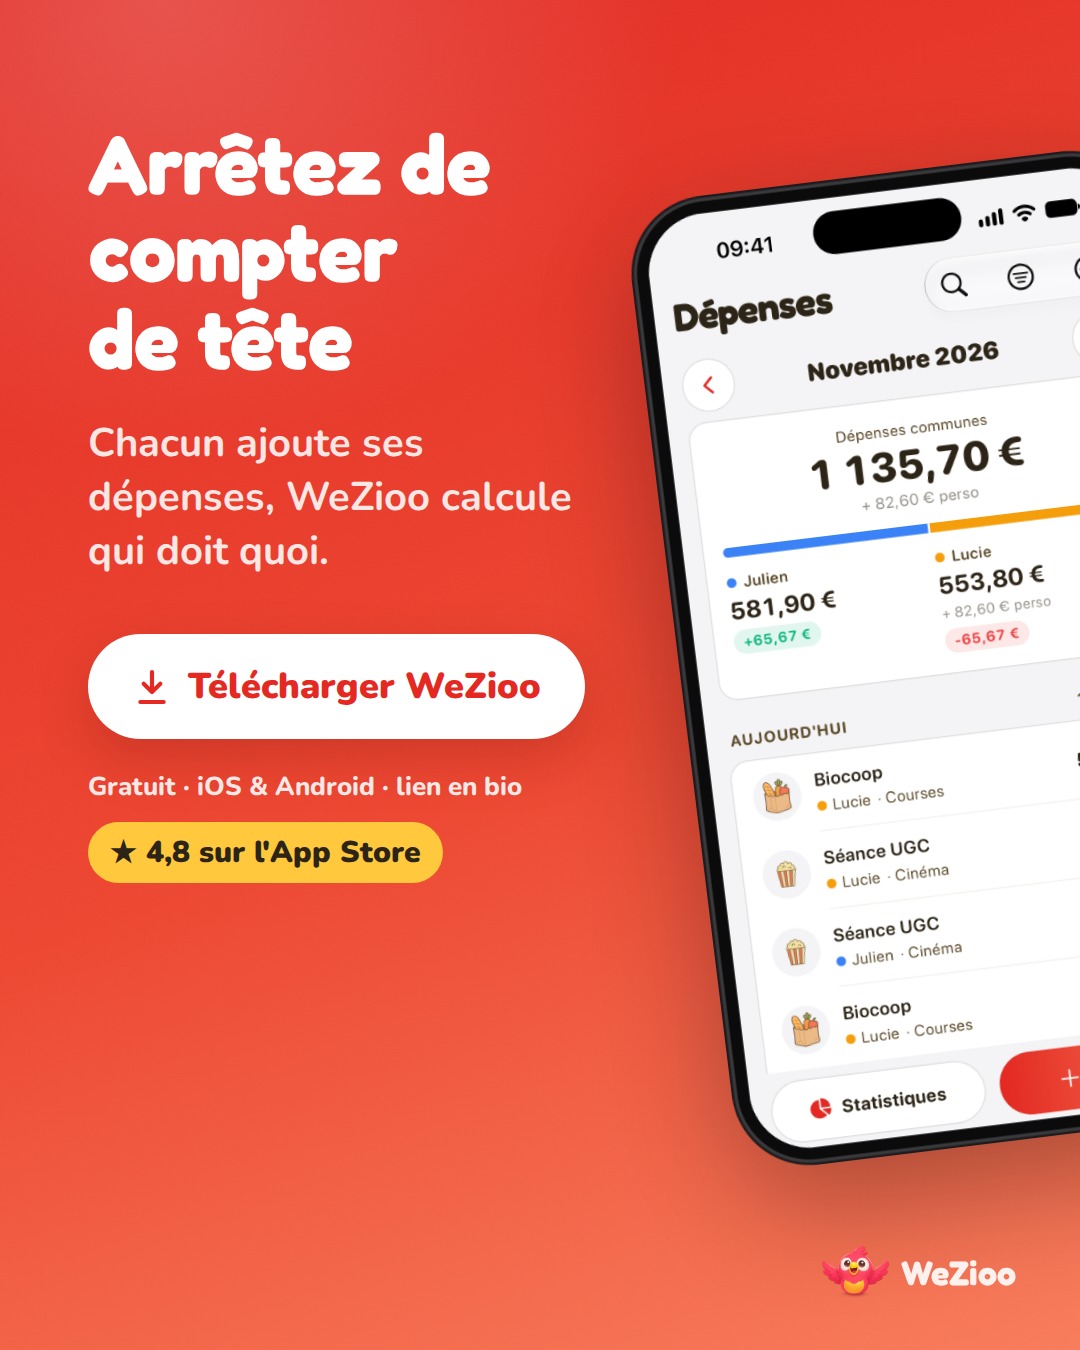 Arrêtez de
compter
de tête
Chacun ajoute ses
dépenses, WeZioo calcule
qui doit quoi.
Télécharger WeZioo
Gratuit · iOS & Android · lien en bio
★ 4,8 sur l'App Store
09:41
Dépenses
Novembre 2026
Dépenses communes
1 135,70 €
+ 82,60 € perso
Julien
581,90 €
+65,67 €
Lucie
553,80 €
+ 82,60 € perso
-65,67 €
AUJOURD'HUI
Biocoop
Lucie · Courses
Séance UGC
Lucie · Cinéma
Séance UGC
Julien · Cinéma
Biocoop
Lucie · Courses
Statistiques
WeZioo